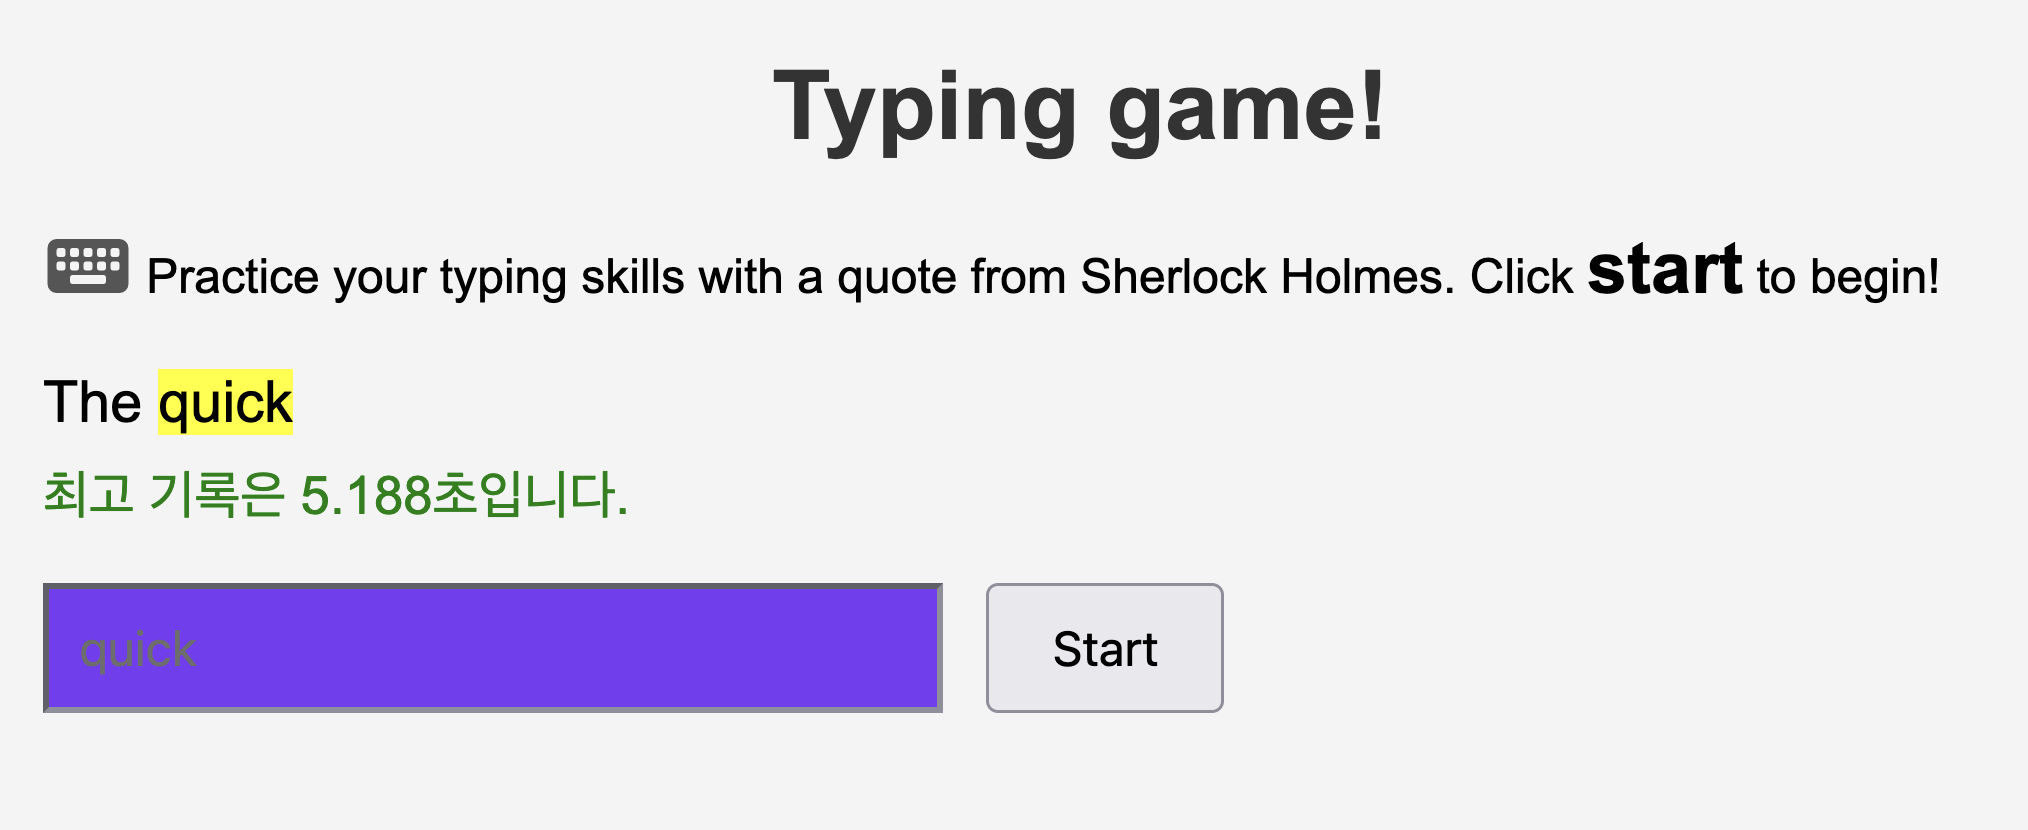 Typing game!
Practice your typing skills with a quote from Sherlock Holmes. Click start to begin!
The quick
최고 기록은 5.188초입니다.
quick
Start